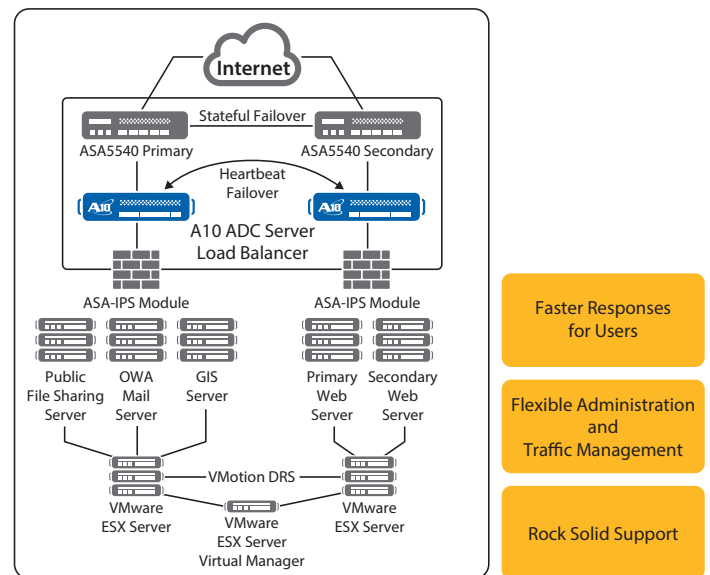 Internet
Stateful Failover
ASA5540 Primary
ASA5540 Secondary
Heartbeat
Failover
A10
A10
A10 ADC Server
Load Balancer
ASA-IPS Module
ASA-IPS Module
Public
File Sharing
Server
OWA
Mail
Server
GIS
Server
Primary
Web
Server
Secondary
Web
Server
VMotion DRS
VMware
ESX Server
VMware
ESX Server
Virtual Manager
VMware
ESX Server
Faster Responses
for Users
Flexible Administration
and
Traffic Management
Rock Solid Support